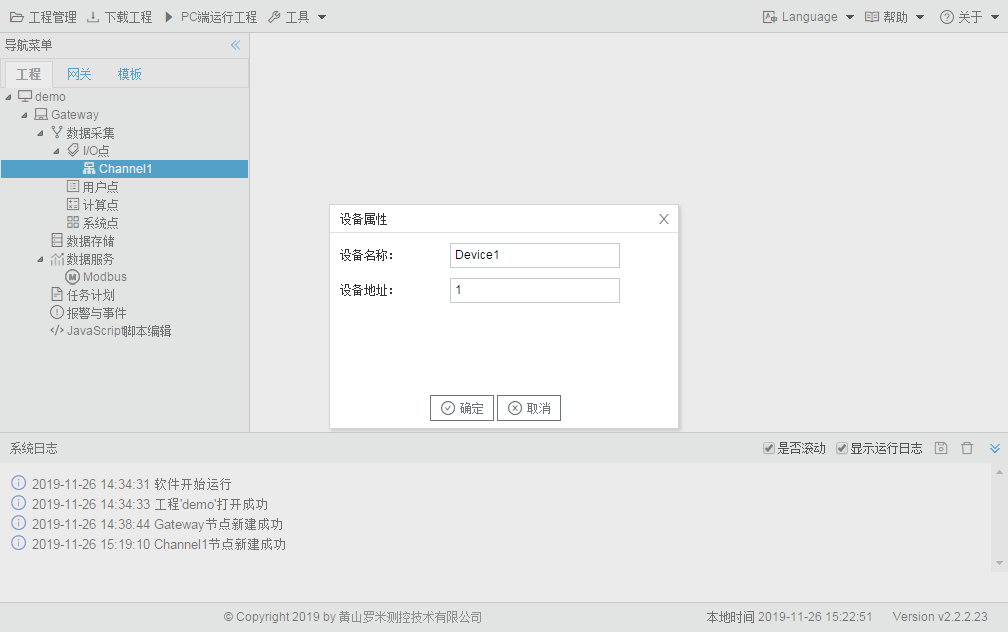 工程管理 下载工程 PC端运行工程 工具 Language 帮助 关于
导航菜单
工程 网关 模板
demo
Gateway
数据采集
I/O点
Channel1
用户点
计算点
系统点
数据存储
数据服务
Modbus
任务计划
报警与事件
JavaScript脚本编辑
设备属性
设备名称: Device1
设备地址: 1
确定 取消
系统日志 是否滚动 显示运行日志
2019-11-26 14:34:31 软件开始运行
2019-11-26 14:34:33 工程'demo'打开成功
2019-11-26 14:38:44 Gateway节点新建成功
2019-11-26 15:19:10 Channel1节点新建成功
© Copyright 2019 by 黄山罗米测控技术有限公司 本地时间 2019-11-26 15:22:51 Version v2.2.2.23